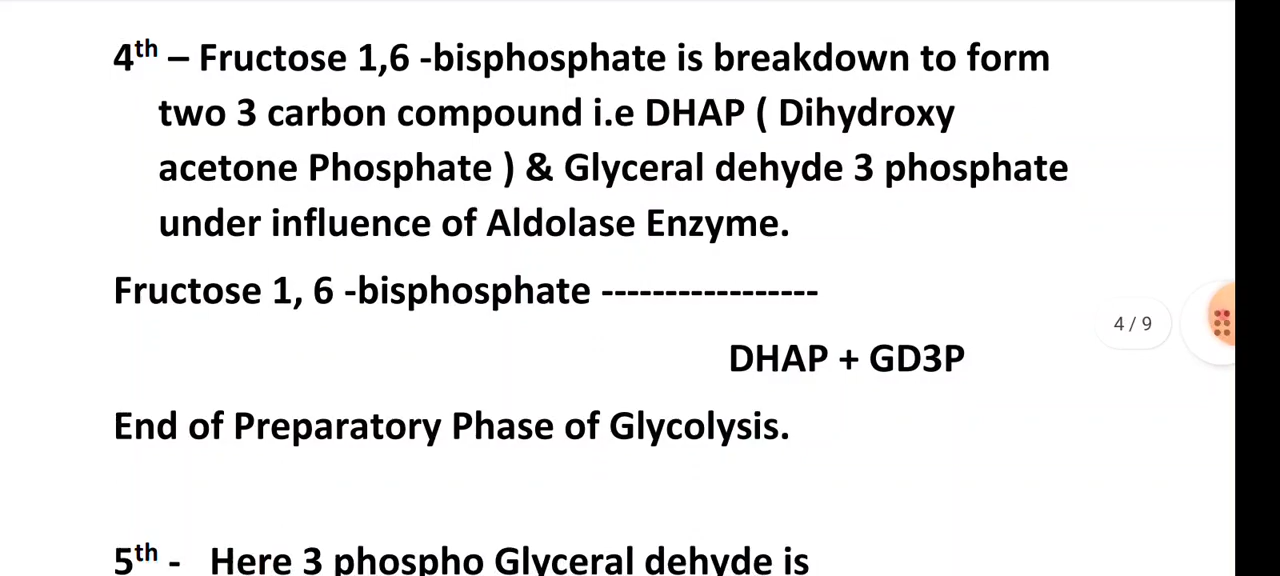 4th – Fructose 1,6 -bisphosphate is breakdown to form
two 3 carbon compound i.e DHAP ( Dihydroxy
acetone Phosphate ) & Glyceral dehyde 3 phosphate
under influence of Aldolase Enzyme.
Fructose 1, 6 -bisphosphate -----------------
4 / 9
DHAP + GD3P
End of Preparatory Phase of Glycolysis.
5th - Here 3 phospho Glyceral dehyde is